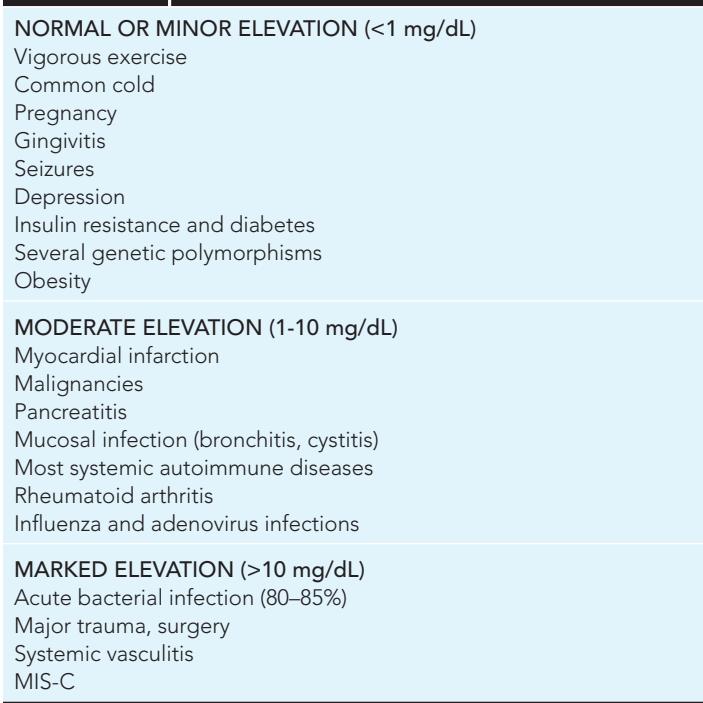 NORMAL OR MINOR ELEVATION (<1 mg/dL)
Vigorous exercise
Common cold
Pregnancy
Gingivitis
Seizures
Depression
Insulin resistance and diabetes
Several genetic polymorphisms
Obesity
MODERATE ELEVATION (1-10 mg/dL)
Myocardial infarction
Malignancies
Pancreatitis
Mucosal infection (bronchitis, cystitis)
Most systemic autoimmune diseases
Rheumatoid arthritis
Influenza and adenovirus infections
MARKED ELEVATION (>10 mg/dL)
Acute bacterial infection (80–85%)
Major trauma, surgery
Systemic vasculitis
MIS-C